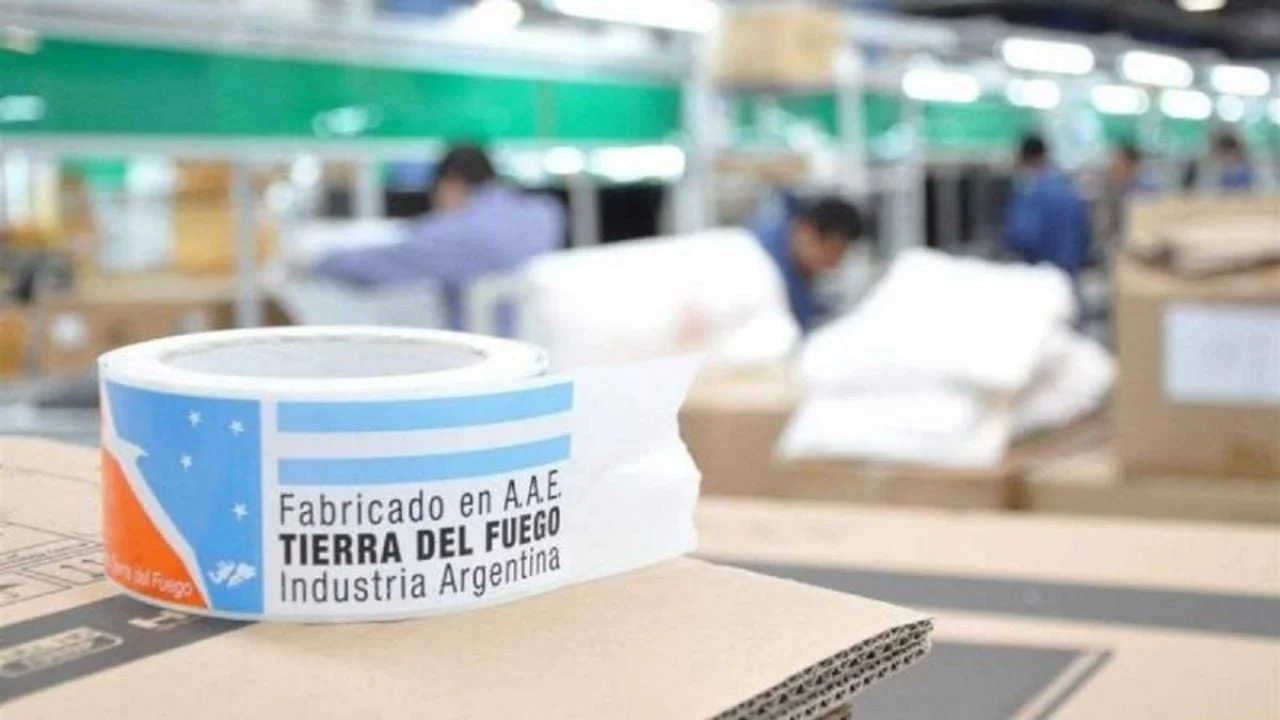 Fabricado en A.A.E.
TIERRA DEL FUEGO
Industria Argentina
Tierra del Fuego